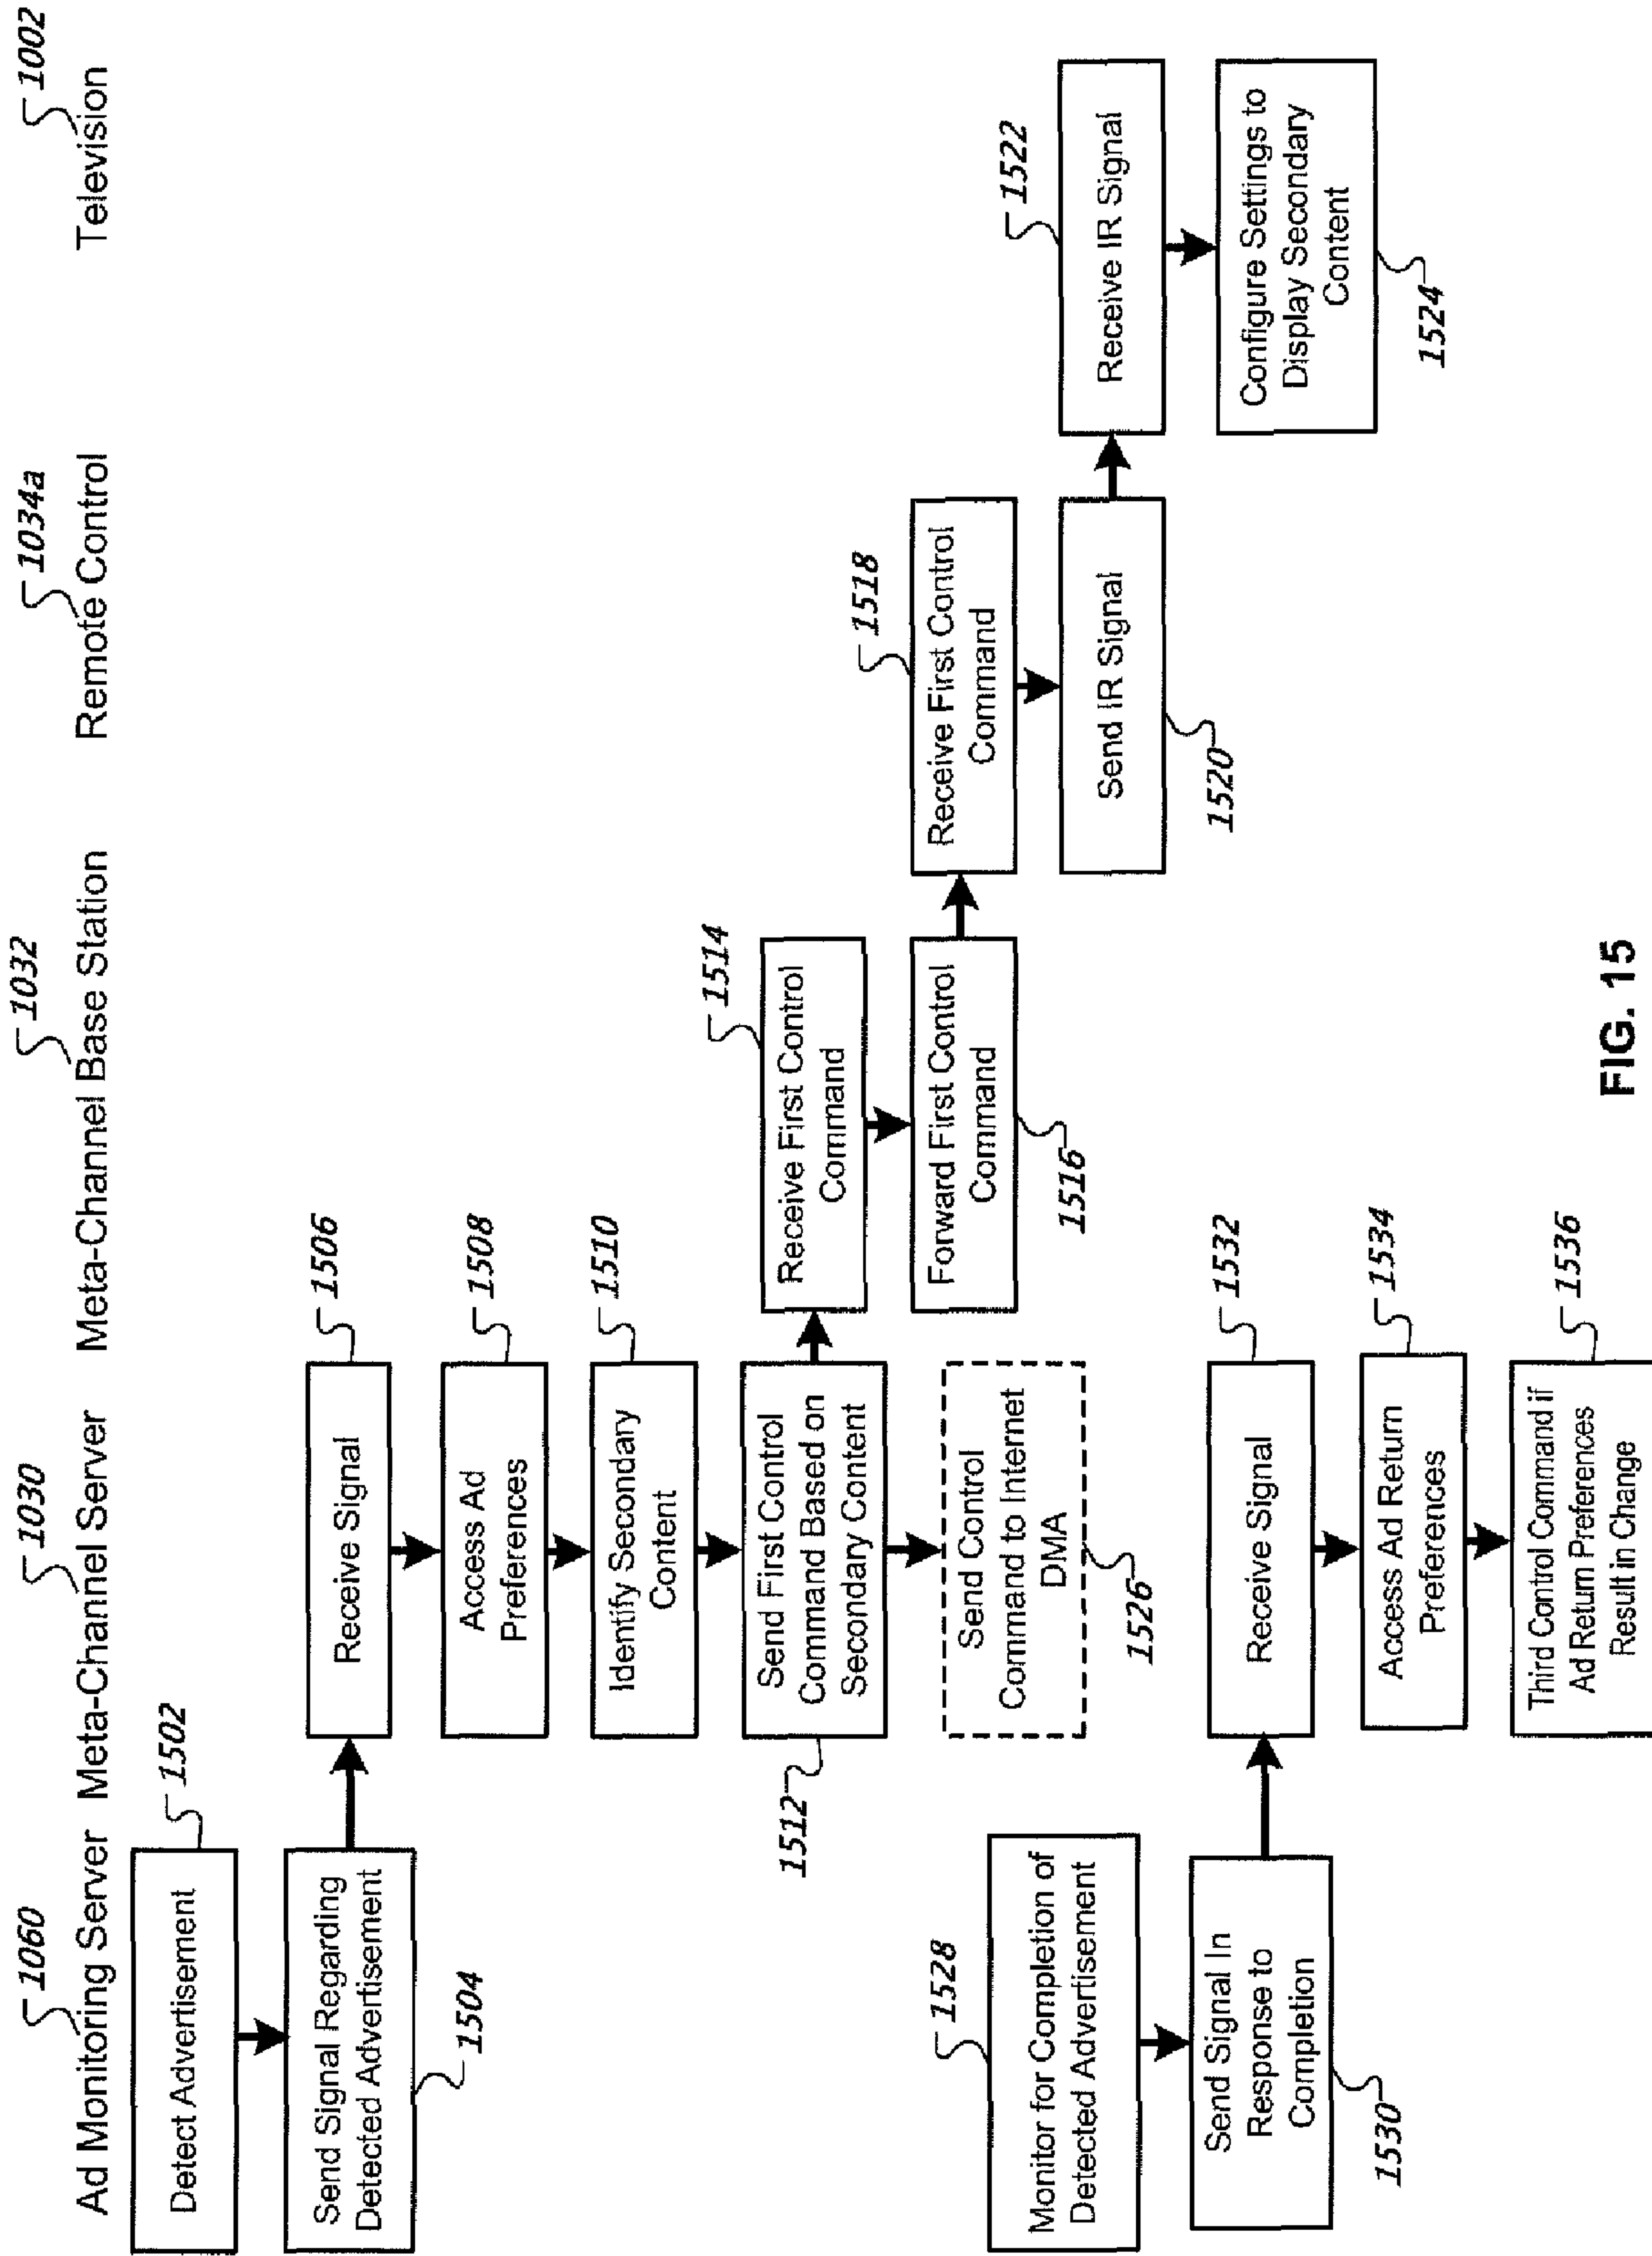 1060
Ad Monitoring Server
1030
Meta-Channel Server
1032
Meta-Channel Base Station
1034a
Remote Control
1002
Television
1502
Detect Advertisement
Send Signal Regarding
Detected Advertisement
1504
1506
Receive Signal
1508
Access Ad
Preferences
1510
Identify Secondary
Content
Send First Control
Command Based on
Secondary Content
1512
1514
Receive First Control
Command
Forward First Control
Command
1516
1518
Receive First Control
Command
Send IR Signal
1520
1522
Receive IR Signal
Configure Settings to
Display Secondary
Content
1524
Send Control
Command to Internet
DMA
1526
1528
Monitor for Completion of
Detected Advertisement
Send Signal In
Response to
Completion
1530
1532
Receive Signal
1534
Access Ad Return
Preferences
1536
Third Control Command if
Ad Return Preferences
Result in Change
FIG. 15